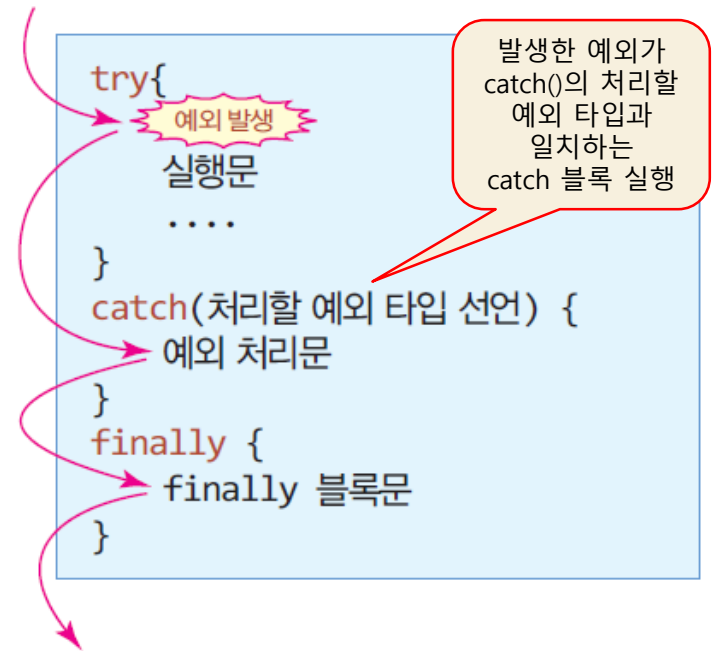 try{
예외 발생
실행문
....
}
catch(처리할 예외 타입 선언) {
예외 처리문
}
finally {
finally 블록문
}
발생한 예외가
catch()의 처리할
예외 타입과
일치하는
catch 블록 실행